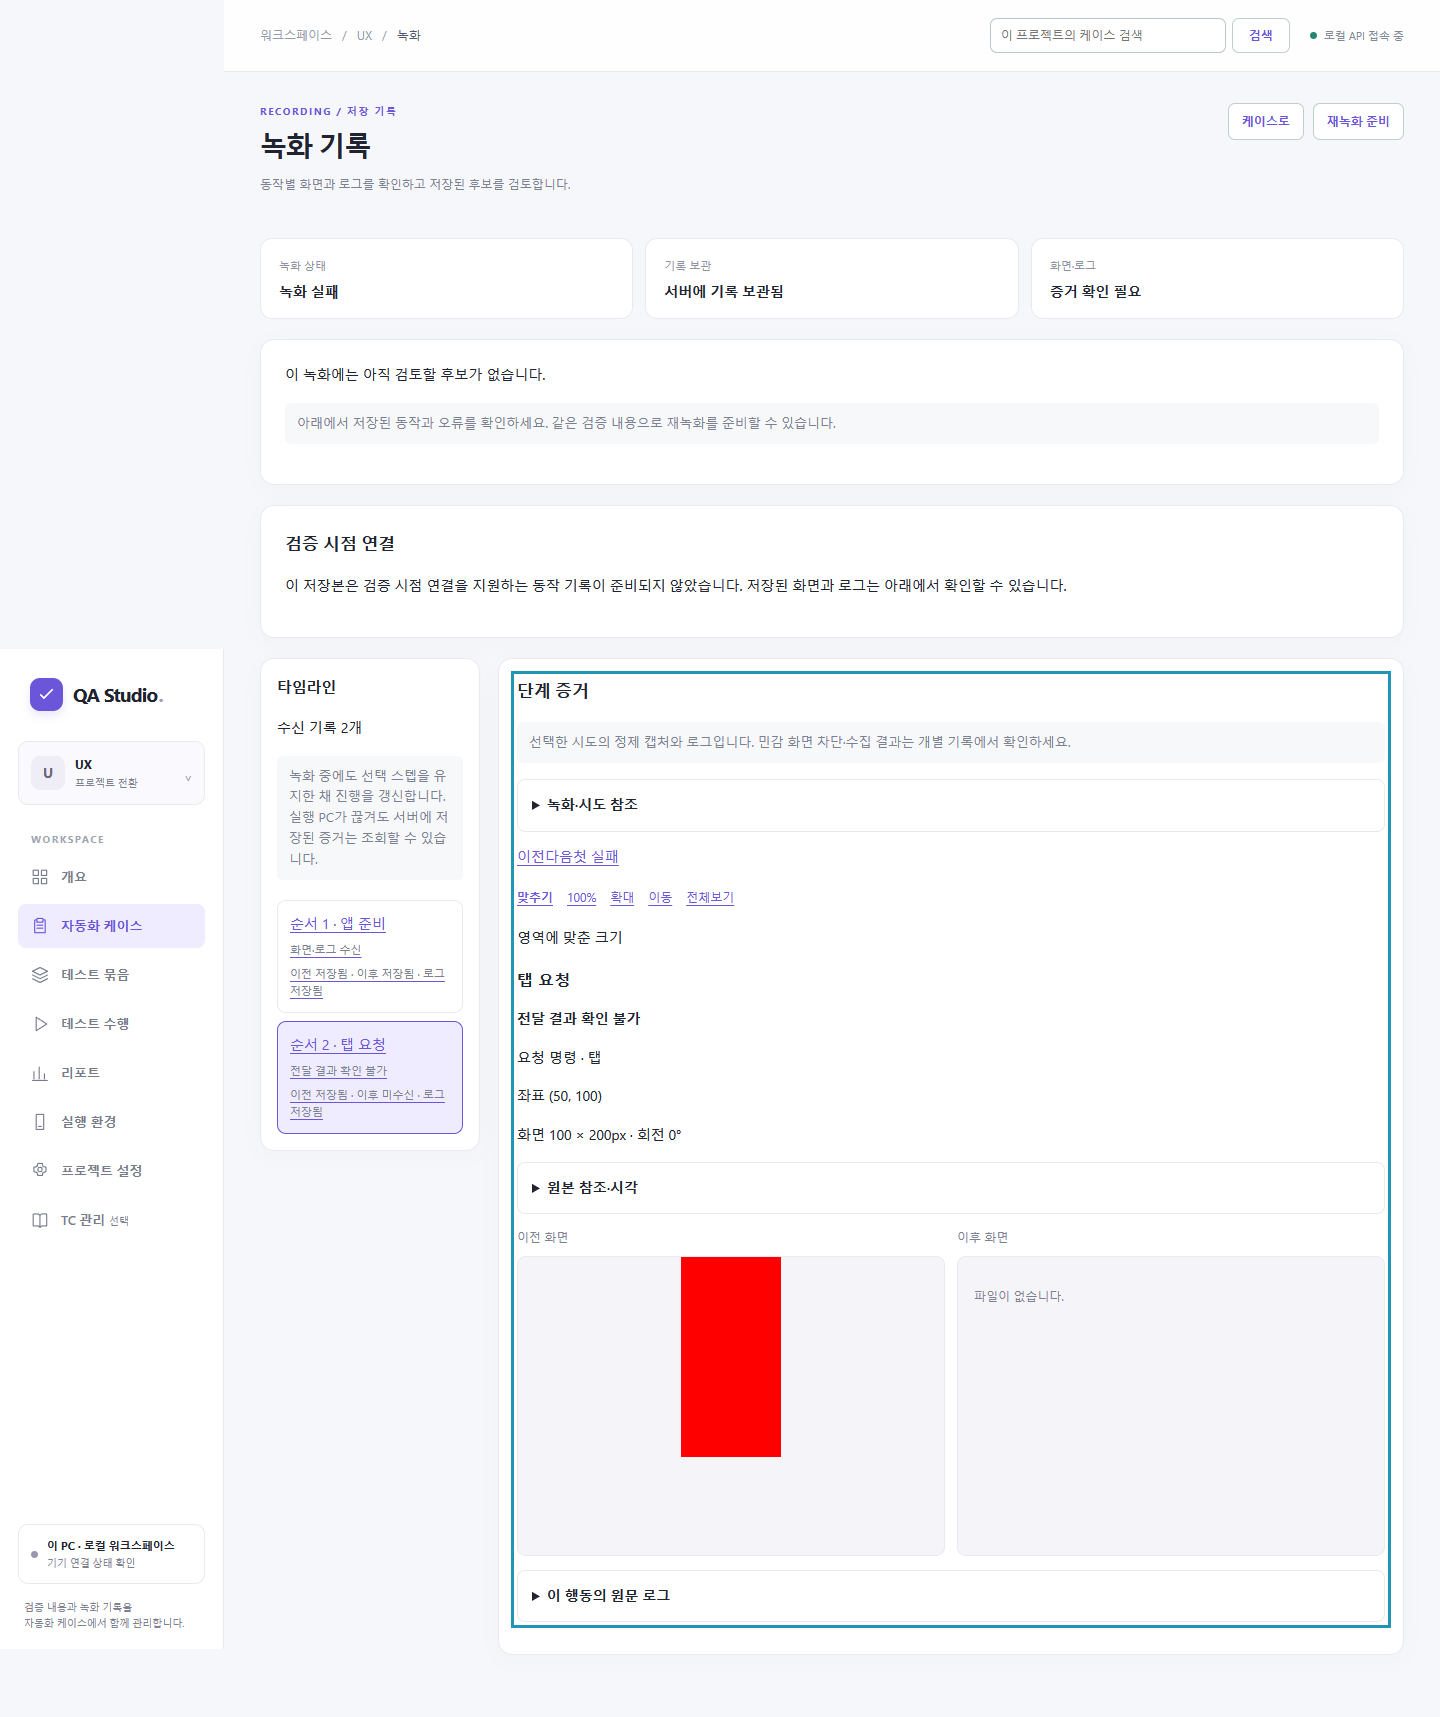 워크스페이스 / UX / 녹화
이 프로젝트의 케이스 검색
검색
로컬 API 접속 중
RECORDING / 저장 기록
녹화 기록
동작별 화면과 로그를 확인하고 저장된 후보를 검토합니다.
케이스로
재녹화 준비
녹화 상태
녹화 실패
기록 보관
서버에 기록 보관됨
화면·로그
증거 확인 필요
이 녹화에는 아직 검토할 후보가 없습니다.
아래에서 저장된 동작과 오류를 확인하세요. 같은 검증 내용으로 재녹화를 준비할 수 있습니다.
검증 시점 연결
이 저장본은 검증 시점 연결을 지원하는 동작 기록이 준비되지 않았습니다. 저장된 화면과 로그는 아래에서 확인할 수 있습니다.
QA Studio.
U
UX
프로젝트 전환
v
WORKSPACE
개요
자동화 케이스
테스트 묶음
테스트 수행
리포트
실행 환경
프로젝트 설정
TC 관리 선택
이 PC · 로컬 워크스페이스
기기 연결 상태 확인
검증 내용과 녹화 기록을
자동화 케이스에서 함께 관리합니다.
타임라인
수신 기록 2개
녹화 중에도 선택 스텝을 유
지한 채 진행을 갱신합니다.
실행 PC가 끊겨도 서버에 저
장된 증거는 조회할 수 있습
니다.
순서 1 · 앱 준비
화면·로그 수신
이전 저장됨 · 이후 저장됨 · 로그
저장됨
순서 2 · 탭 요청
전달 결과 확인 불가
이전 저장됨 · 이후 미수신 · 로그
저장됨
단계 증거
선택한 시도의 정제 캡처와 로그입니다. 민감 화면 차단·수집 결과는 개별 기록에서 확인하세요.
▶ 녹화·시도 참조
이전다음첫 실패
맞추기 100% 확대 이동 전체보기
영역에 맞춘 크기
탭 요청
전달 결과 확인 불가
요청 명령 · 탭
좌표 (50, 100)
화면 100 × 200px · 회전 0°
▶ 원본 참조·시각
이전 화면
이후 화면
파일이 없습니다.
▶ 이 행동의 원문 로그